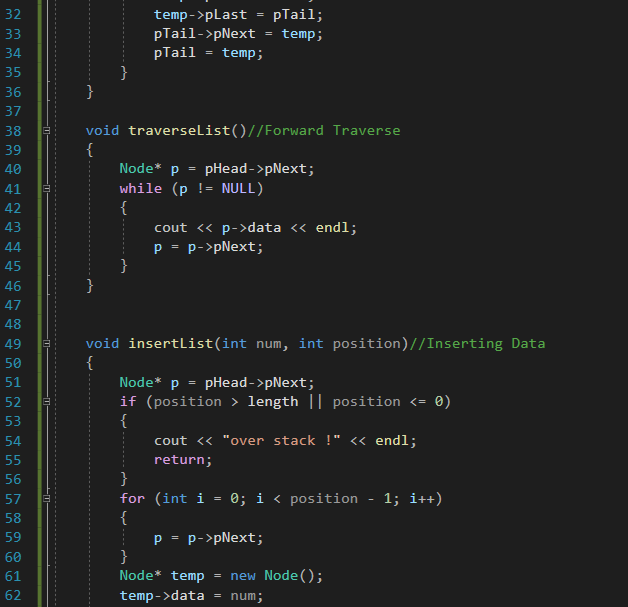 32 temp->pLast = pTail;
33 pTail->pNext = temp;
34 pTail = temp;
35 }
36 }
37
38 void traverseList()//Forward Traverse
39 {
40 Node* p = pHead->pNext;
41 while (p != NULL)
42 {
43 cout << p->data << endl;
44 p = p->pNext;
45 }
46 }
47
48
49 void insertList(int num, int position)//Inserting Data
50 {
51 Node* p = pHead->pNext;
52 if (position > length || position <= 0)
53 {
54 cout << "over stack !" << endl;
55 return;
56 }
57 for (int i = 0; i < position - 1; i++)
58 {
59 p = p->pNext;
60 }
61 Node* temp = new Node();
62 temp->data = num;